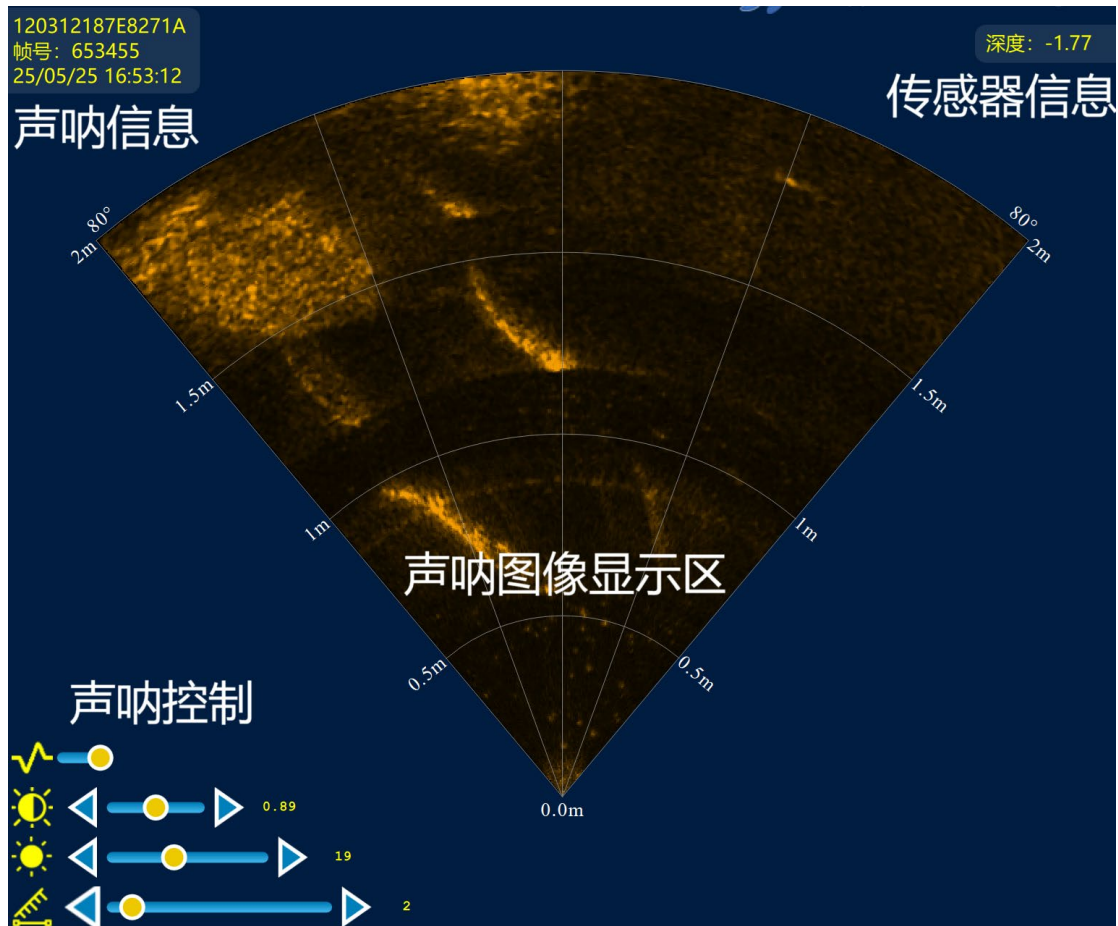 120312187E8271A
帧号：653455
25/05/25 16:53:12
深度：-1.77
声呐信息
传感器信息
80°
2m
80°
2m
1.5m
1.5m
1m
1m
声呐图像显示区
0.5m
0.5m
声呐控制
0.0m
0.89
19
2